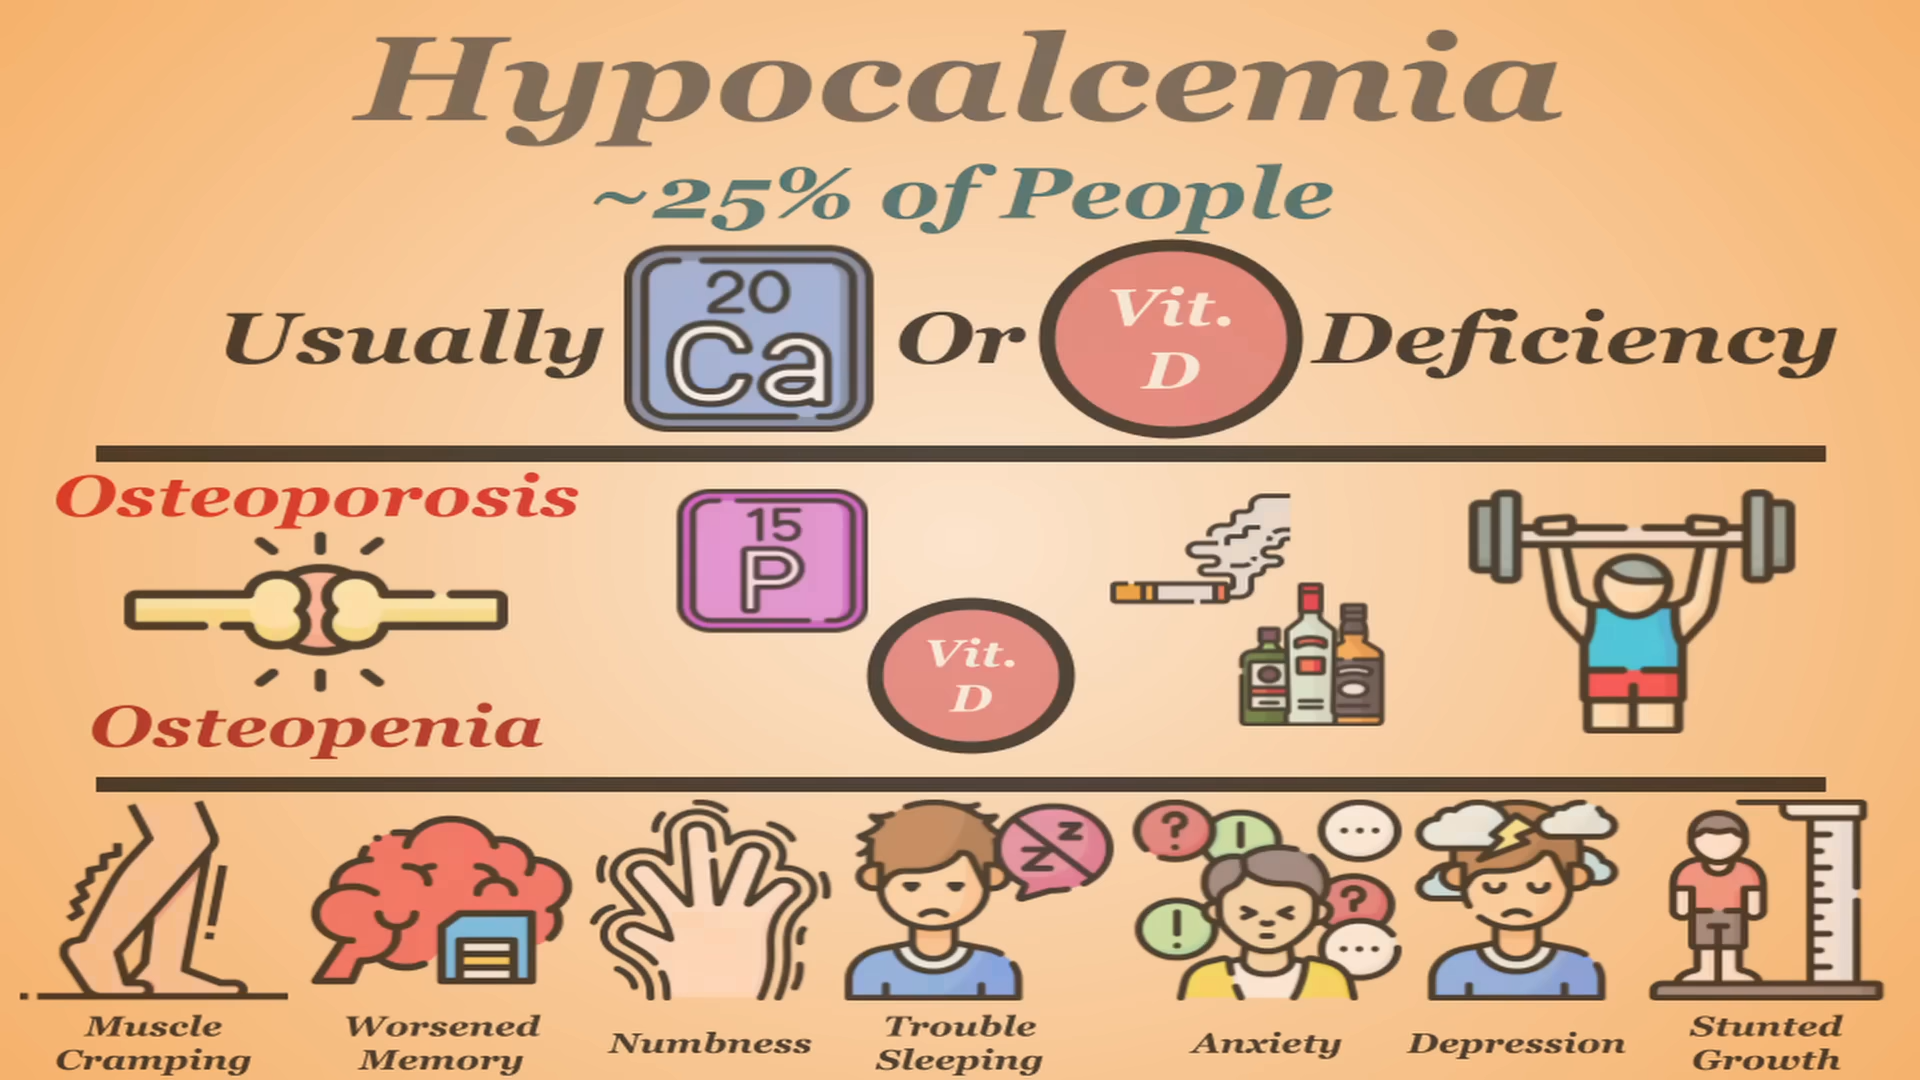 Hypocalcemia
~25% of People
Usually 20 Ca Or Vit. D Deficiency
Osteoporosis
15
P
Vit.
D
Osteopenia
z
z
?
!
...
?
!
...
Muscle Cramping
Worsened Memory
Numbness
Trouble Sleeping
Anxiety
Depression
Stunted Growth